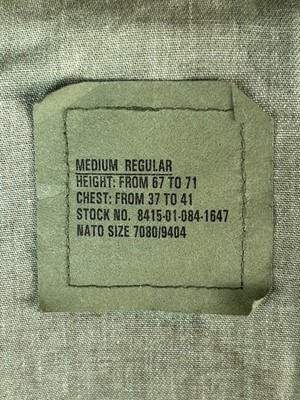 MEDIUM REGULAR
HEIGHT: FROM 67 TO 71
CHEST: FROM 37 TO 41
STOCK NO. 8415-01-084-1647
NATO SIZE 7080/9404